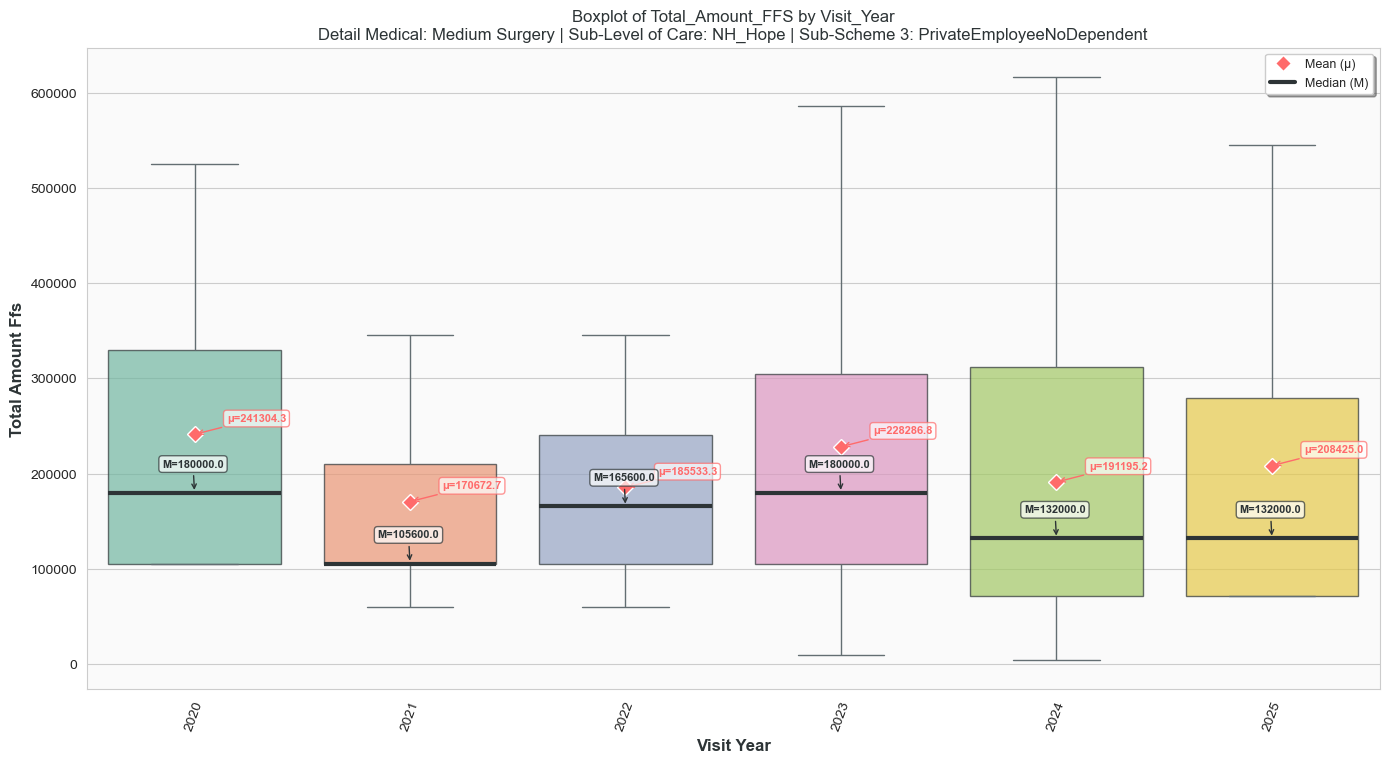 Boxplot of Total_Amount_FFS by Visit_Year
Detail Medical: Medium Surgery | Sub-Level of Care: NH_Hope | Sub-Scheme 3: PrivateEmployeeNoDependent
Mean (μ)
Median (M)
Total Amount Ffs
600000
500000
400000
300000
200000
100000
0
μ=241304.3
M=180000.0
μ=170672.7
M=105600.0
μ=185533.3
M=165600.0
μ=228286.8
M=180000.0
μ=191195.2
M=132000.0
μ=208425.0
M=132000.0
2020
2021
2022
2023
2024
2025
Visit Year